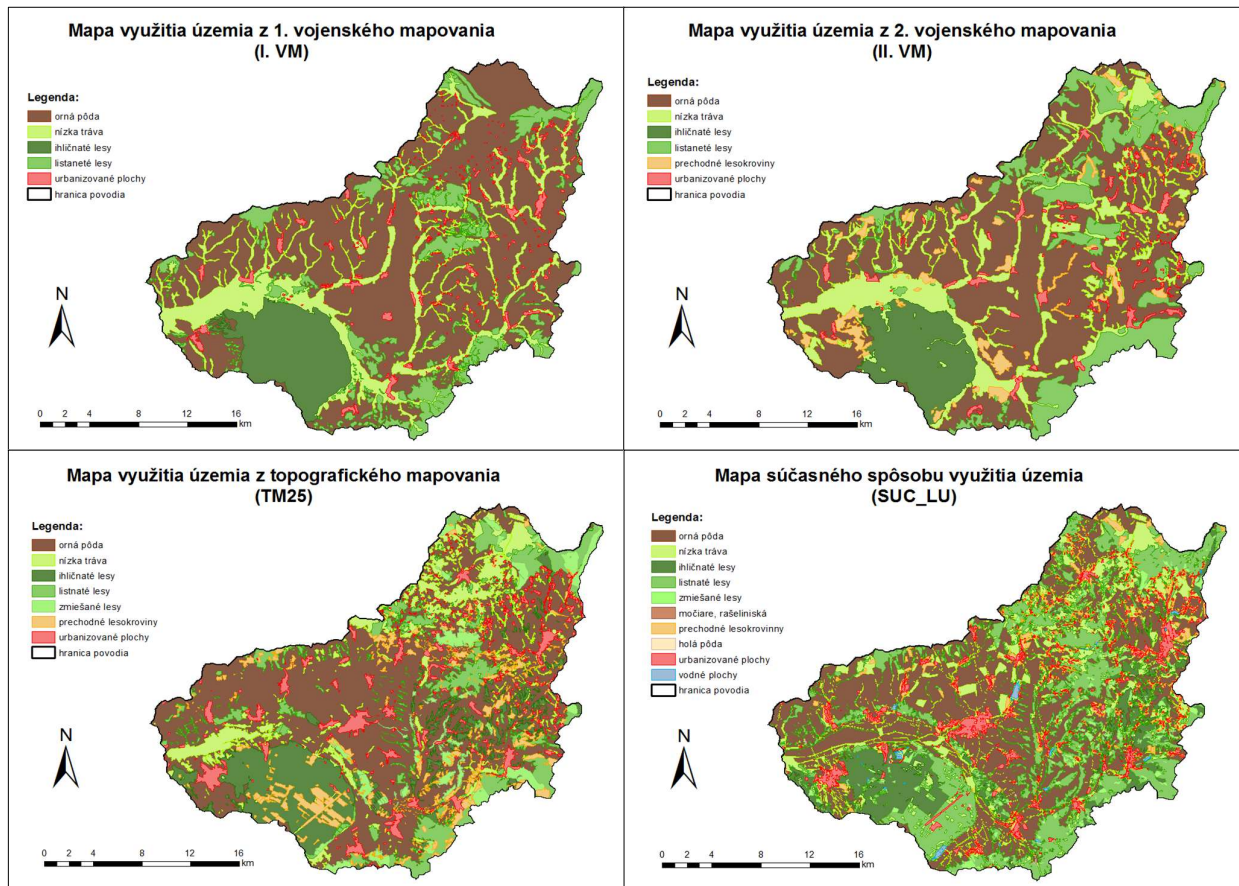 Mapa využitia územia z 1. vojenského mapovania
(I. VM)
Legenda:
orná pôda
nízka tráva
ihličnaté lesy
listaneté lesy
urbanizované plochy
hranica povodia
N
0 2 4 8 12 16
km
Mapa využitia územia z 2. vojenského mapovania
(II. VM)
Legenda:
orná pôda
nízka tráva
ihličnaté lesy
listaneté lesy
prechodné lesokroviny
urbanizované plochy
hranica povodia
N
0 2 4 8 12 16
km
Mapa využitia územia z topografického mapovania
(TM25)
Legenda:
orná pôda
nízka tráva
ihličnaté lesy
listnaté lesy
zmiešané lesy
prechodné lesokroviny
urbanizované plochy
hranica povodia
N
0 2 4 8 12 16
km
Mapa súčasného spôsobu využitia územia
(SUC_LU)
Legenda:
orná pôda
nízka tráva
ihličnaté lesy
listnaté lesy
zmiešané lesy
močiare, rašeliniská
prechodné lesokrovinny
holá pôda
urbanizované plochy
vodné plochy
hranica povodia
N
0 2 4 8 12 16
km